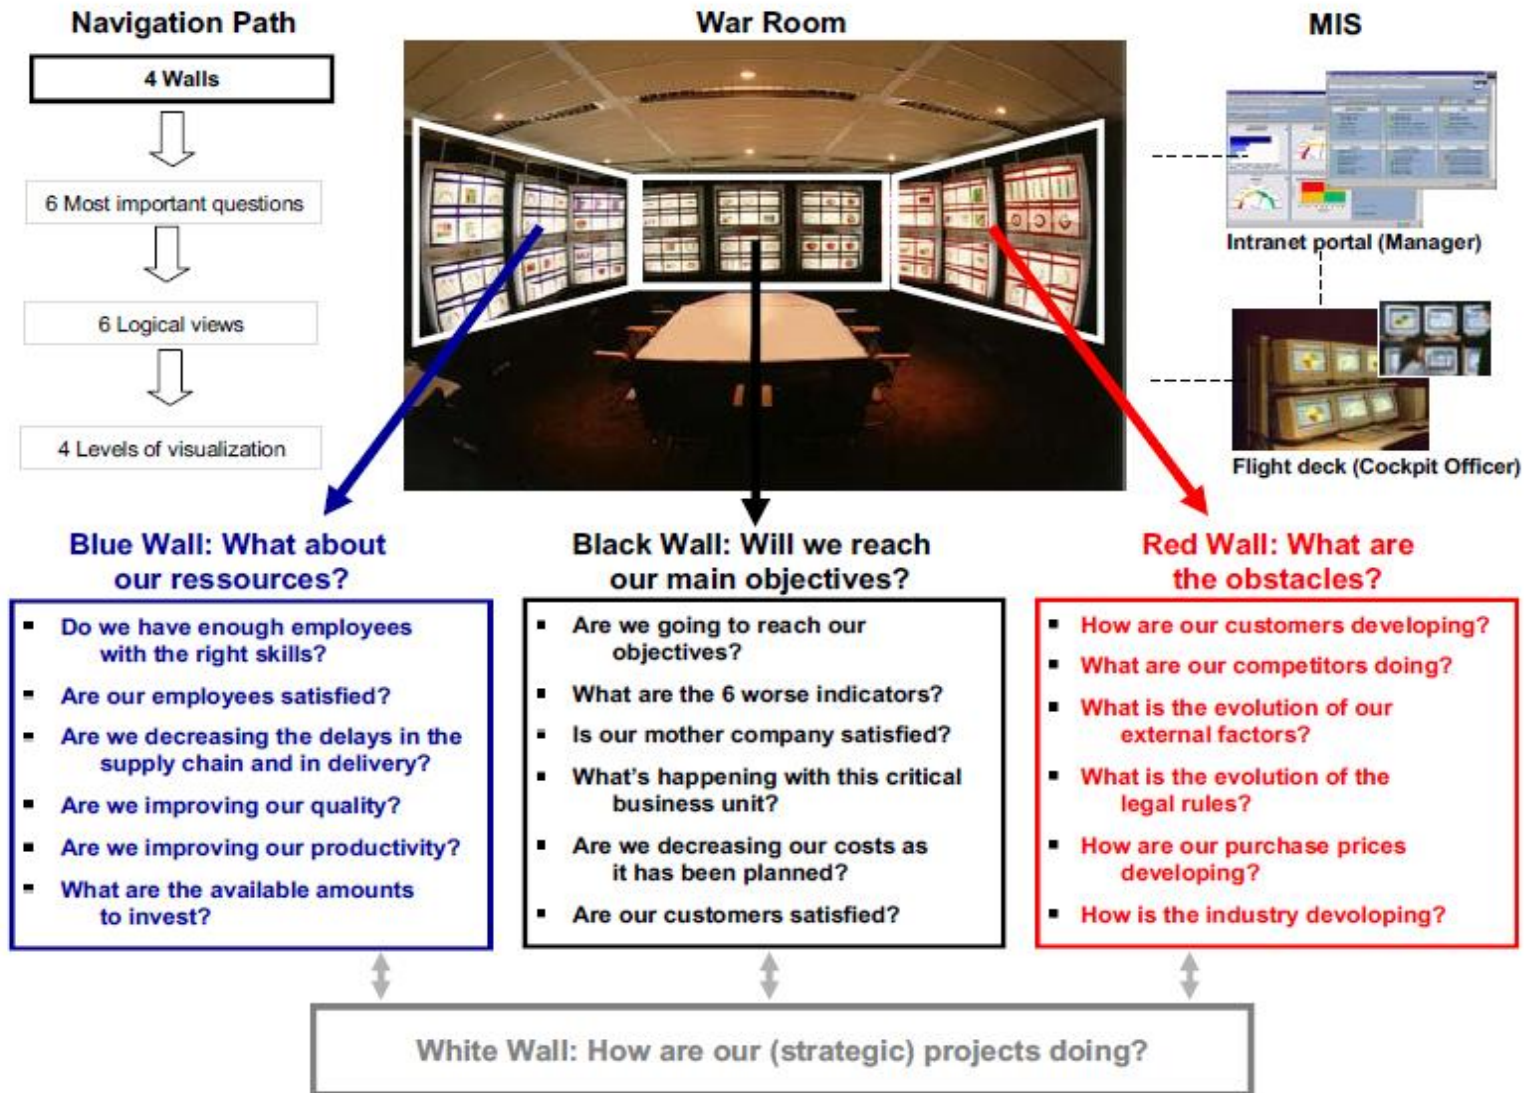 Navigation Path
4 Walls
6 Most important questions
6 Logical views
4 Levels of visualization
War Room
MIS
Intranet portal (Manager)
Flight deck (Cockpit Officer)
Blue Wall: What about
our ressources?
▪ Do we have enough employees
with the right skills?
▪ Are our employees satisfied?
▪ Are we decreasing the delays in the
supply chain and in delivery?
▪ Are we improving our quality?
▪ Are we improving our productivity?
▪ What are the available amounts
to invest?
Black Wall: Will we reach
our main objectives?
▪ Are we going to reach our
objectives?
▪ What are the 6 worse indicators?
▪ Is our mother company satisfied?
▪ What's happening with this critical
business unit?
▪ Are we decreasing our costs as
it has been planned?
▪ Are our customers satisfied?
Red Wall: What are
the obstacles?
▪ How are our customers developing?
▪ What are our competitors doing?
▪ What is the evolution of our
external factors?
▪ What is the evolution of the
legal rules?
▪ How are our purchase prices
developing?
▪ How is the industry devoloping?
White Wall: How are our (strategic) projects doing?